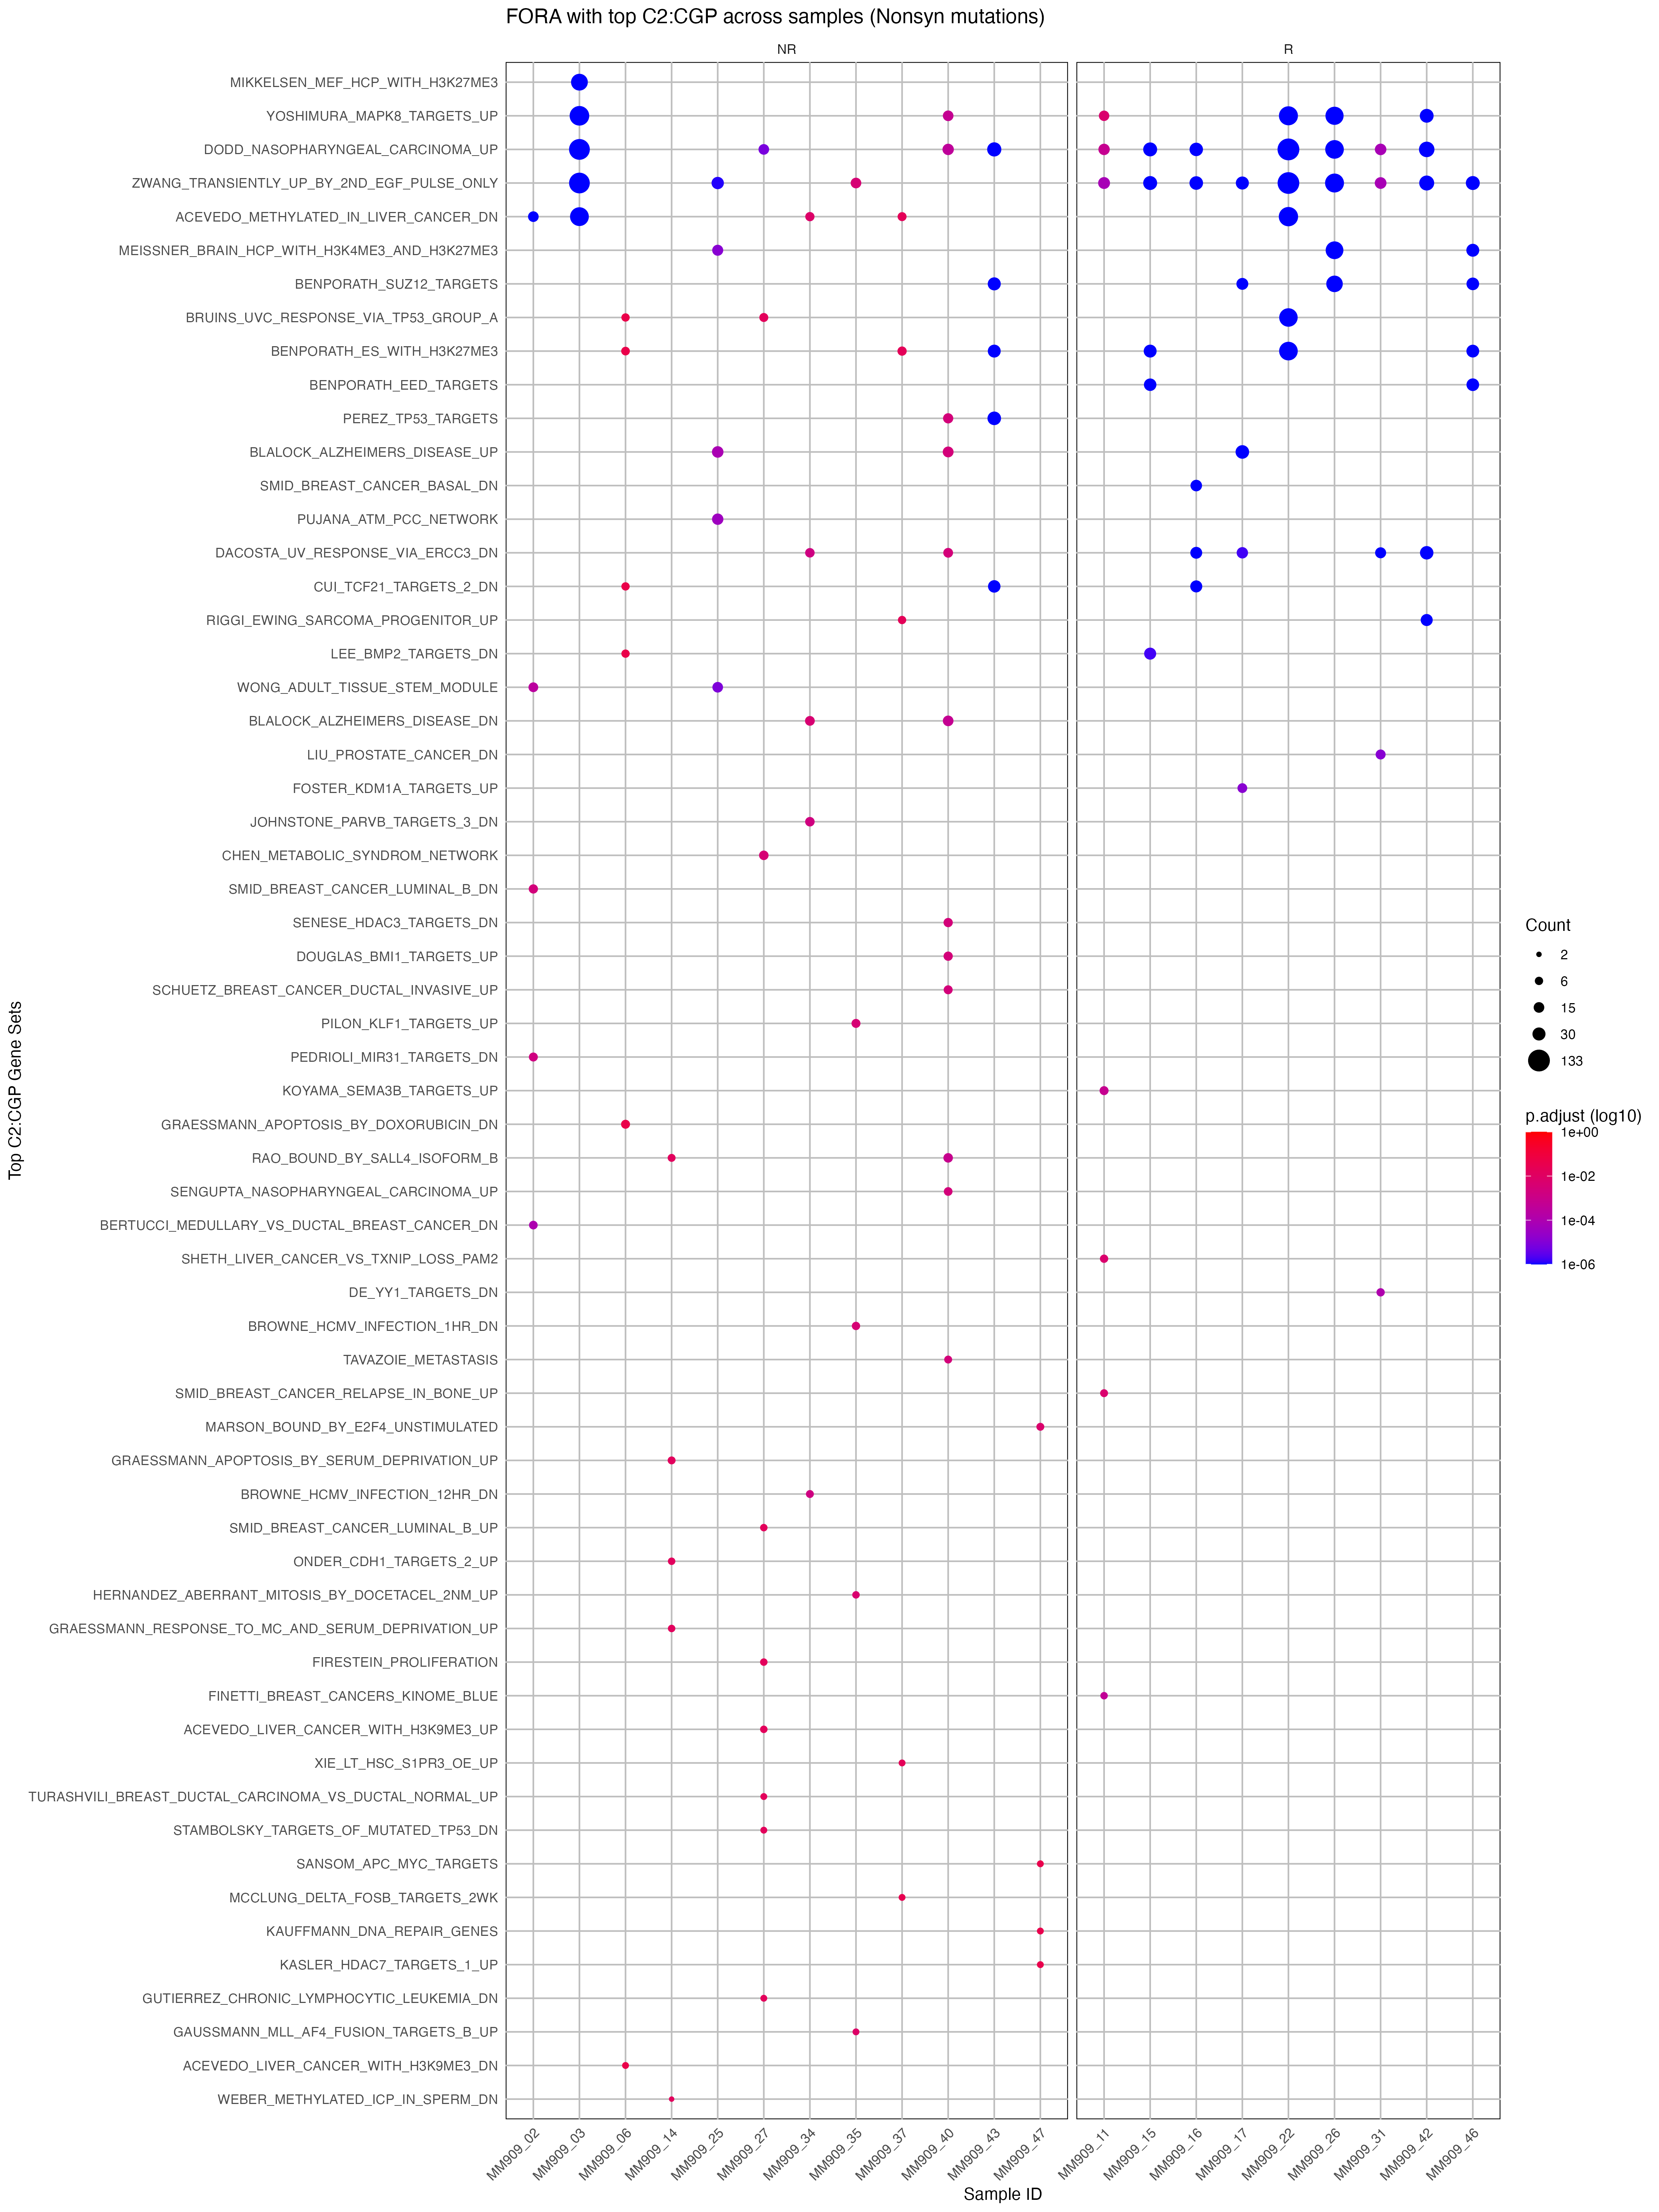 FORA with top C2:CGP across samples (Nonsyn mutations)
NR
R
MIKKELSEN_MEF_HCP_WITH_H3K27ME3
YOSHIMURA_MAPK8_TARGETS_UP
DODD_NASOPHARYNGEAL_CARCINOMA_UP
ZWANG_TRANSIENTLY_UP_BY_2ND_EGF_PULSE_ONLY
ACEVEDO_METHYLATED_IN_LIVER_CANCER_DN
MEISSNER_BRAIN_HCP_WITH_H3K4ME3_AND_H3K27ME3
BENPORATH_SUZ12_TARGETS
BRUINS_UVC_RESPONSE_VIA_TP53_GROUP_A
BENPORATH_ES_WITH_H3K27ME3
BENPORATH_EED_TARGETS
PEREZ_TP53_TARGETS
BLALOCK_ALZHEIMERS_DISEASE_UP
SMID_BREAST_CANCER_BASAL_DN
PUJANA_ATM_PCC_NETWORK
DACOSTA_UV_RESPONSE_VIA_ERCC3_DN
CUI_TCF21_TARGETS_2_DN
RIGGI_EWING_SARCOMA_PROGENITOR_UP
LEE_BMP2_TARGETS_DN
WONG_ADULT_TISSUE_STEM_MODULE
BLALOCK_ALZHEIMERS_DISEASE_DN
LIU_PROSTATE_CANCER_DN
FOSTER_KDM1A_TARGETS_UP
JOHNSTONE_PARVB_TARGETS_3_DN
CHEN_METABOLIC_SYNDROM_NETWORK
SMID_BREAST_CANCER_LUMINAL_B_DN
SENESE_HDAC3_TARGETS_DN
DOUGLAS_BMI1_TARGETS_UP
SCHUETZ_BREAST_CANCER_DUCTAL_INVASIVE_UP
PILON_KLF1_TARGETS_UP
PEDRIOLI_MIR31_TARGETS_DN
KOYAMA_SEMA3B_TARGETS_UP
GRAESSMANN_APOPTOSIS_BY_DOXORUBICIN_DN
RAO_BOUND_BY_SALL4_ISOFORM_B
SENGUPTA_NASOPHARYNGEAL_CARCINOMA_UP
BERTUCCI_MEDULLARY_VS_DUCTAL_BREAST_CANCER_DN
SHETH_LIVER_CANCER_VS_TXNIP_LOSS_PAM2
DE_YY1_TARGETS_DN
BROWNE_HCMV_INFECTION_1HR_DN
TAVAZOIE_METASTASIS
SMID_BREAST_CANCER_RELAPSE_IN_BONE_UP
MARSON_BOUND_BY_E2F4_UNSTIMULATED
GRAESSMANN_APOPTOSIS_BY_SERUM_DEPRIVATION_UP
BROWNE_HCMV_INFECTION_12HR_DN
SMID_BREAST_CANCER_LUMINAL_B_UP
ONDER_CDH1_TARGETS_2_UP
HERNANDEZ_ABERRANT_MITOSIS_BY_DOCETACEL_2NM_UP
GRAESSMANN_RESPONSE_TO_MC_AND_SERUM_DEPRIVATION_UP
FIRESTEIN_PROLIFERATION
FINETTI_BREAST_CANCERS_KINOME_BLUE
ACEVEDO_LIVER_CANCER_WITH_H3K9ME3_UP
XIE_LT_HSC_S1PR3_OE_UP
TURASHVILI_BREAST_DUCTAL_CARCINOMA_VS_DUCTAL_NORMAL_UP
STAMBOLSKY_TARGETS_OF_MUTATED_TP53_DN
SANSOM_APC_MYC_TARGETS
MCCLUNG_DELTA_FOSB_TARGETS_2WK
KAUFFMANN_DNA_REPAIR_GENES
KASLER_HDAC7_TARGETS_1_UP
GUTIERREZ_CHRONIC_LYMPHOCYTIC_LEUKEMIA_DN
GAUSSMANN_MLL_AF4_FUSION_TARGETS_B_UP
ACEVEDO_LIVER_CANCER_WITH_H3K9ME3_DN
WEBER_METHYLATED_ICP_IN_SPERM_DN
Top C2:CGP Gene Sets
MM909_02
MM909_03
MM909_06
MM909_14
MM909_25
MM909_27
MM909_34
MM909_35
MM909_37
MM909_40
MM909_43
MM909_47
MM909_11
MM909_15
MM909_16
MM909_17
MM909_22
MM909_26
MM909_31
MM909_42
MM909_46
Sample ID
Count
2
6
15
30
133
p.adjust (log10)
1e+00
1e-02
1e-04
1e-06